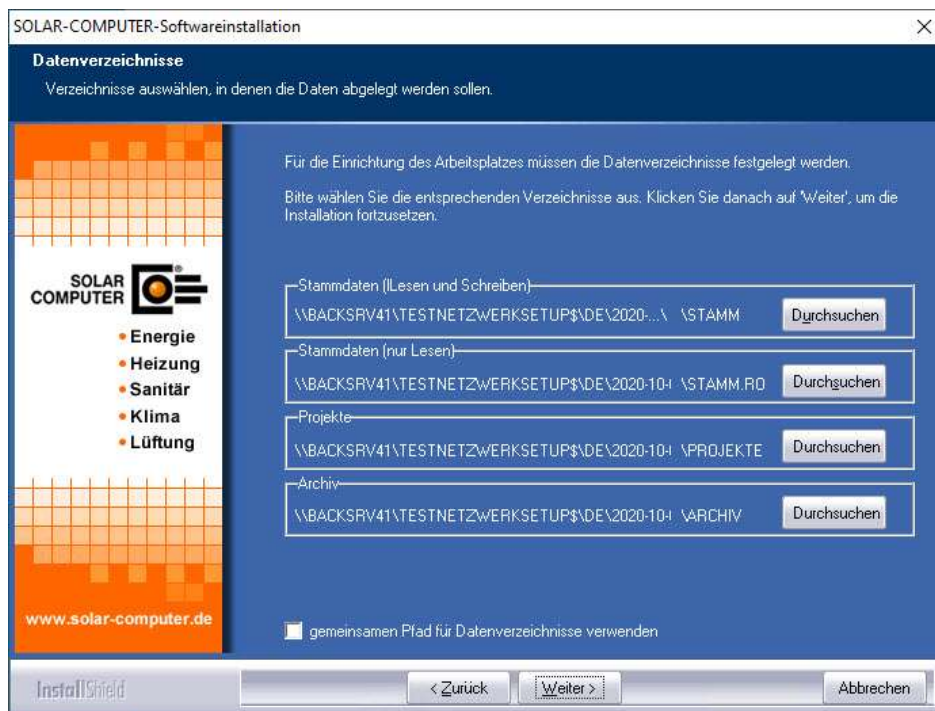 SOLAR-COMPUTER-Softwareinstallation
Datenverzeichnisse
Verzeichnisse auswählen, in denen die Daten abgelegt werden sollen.
Für die Einrichtung des Arbeitsplatzes müssen die Datenverzeichnisse festgelegt werden.
Bitte wählen Sie die entsprechenden Verzeichnisse aus. Klicken Sie danach auf 'Weiter', um die
Installation fortzusetzen.
SOLAR
COMPUTER
®
• Energie
• Heizung
• Sanitär
• Klima
• Lüftung
www.solar-computer.de
Stammdaten (lLesen und Schreiben)
\\BACKSRV41\TESTNETZWERKSETUP$\DE\2020-...\ \STAMM Durchsuchen
Stammdaten (nur Lesen)
\\BACKSRV41\TESTNETZWERKSETUP$\DE\2020-10-( \STAMM.RO Durchsuchen
Projekte
\\BACKSRV41\TESTNETZWERKSETUP$\DE\2020-10-( \PROJEKTE Durchsuchen
Archiv
\\BACKSRV41\TESTNETZWERKSETUP$\DE\2020-10-( \ARCHIV Durchsuchen
gemeinsamen Pfad für Datenverzeichnisse verwenden
InstallShield
< Zurück Weiter > Abbrechen